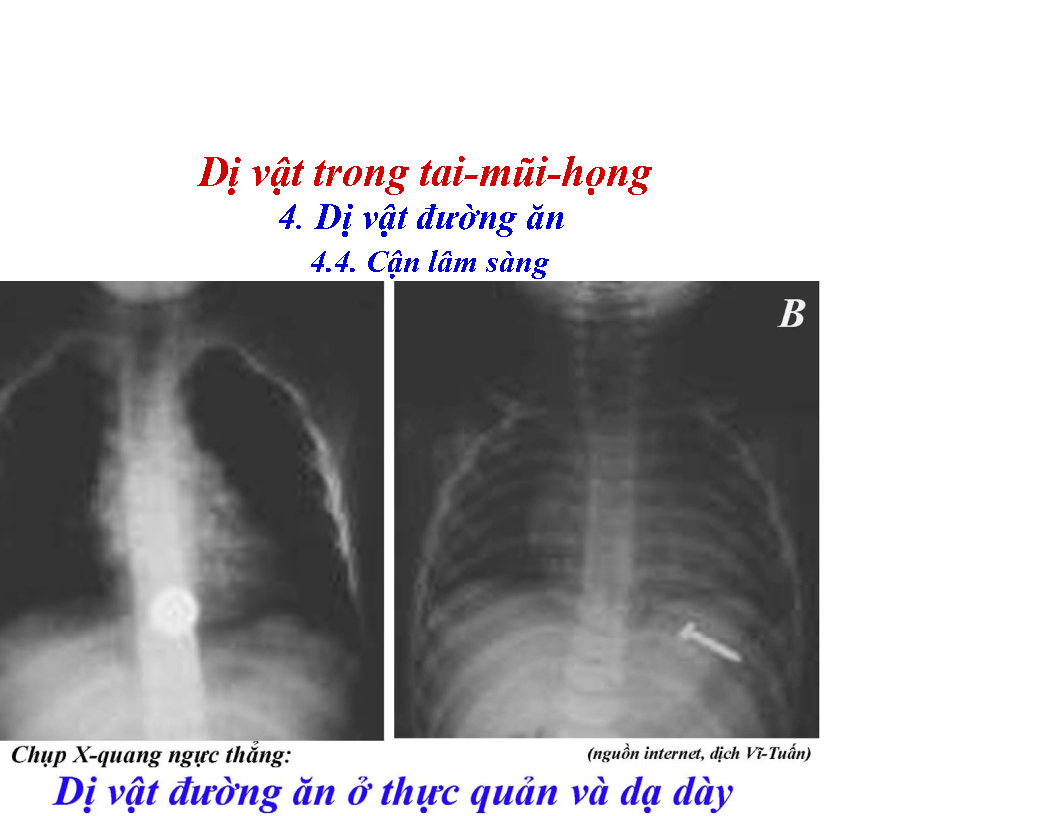 Dị vật trong tai-mũi-họng
4. Dị vật đường ăn
4.4. Cận lâm sàng
B
Chụp X-quang ngực thẳng:
(nguồn internet, dịch Vĩ-Tuấn)
Dị vật đường ăn ở thực quản và dạ dày